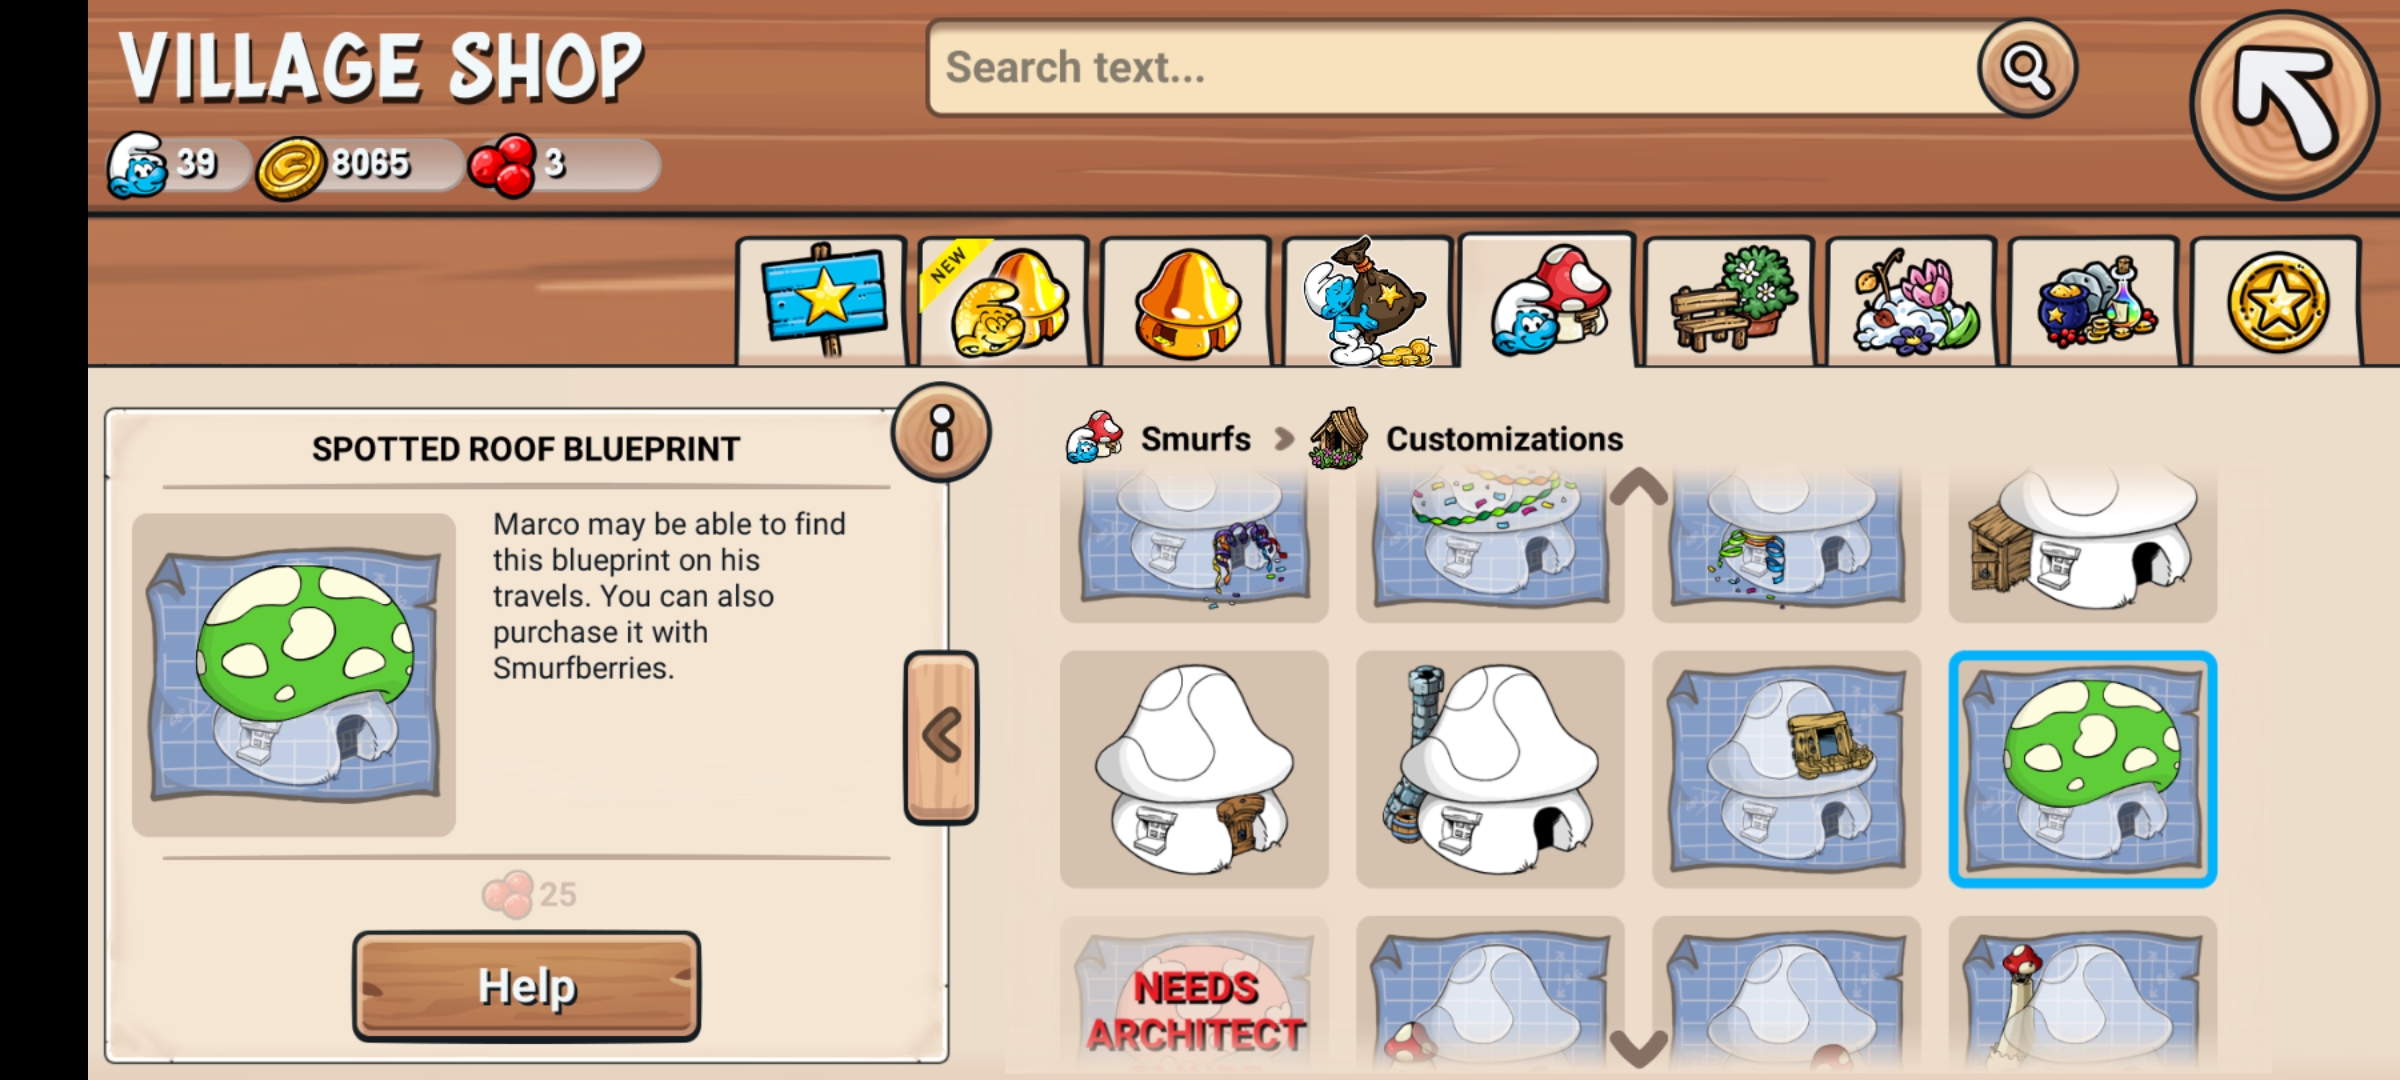 VILLAGE SHOP
Search text...
39
8065
3
NEW
SPOTTED ROOF BLUEPRINT
Marco may be able to find
this blueprint on his
travels. You can also
purchase it with
Smurfberries.
25
Help
Smurfs
Customizations
NEEDS
ARCHITECT